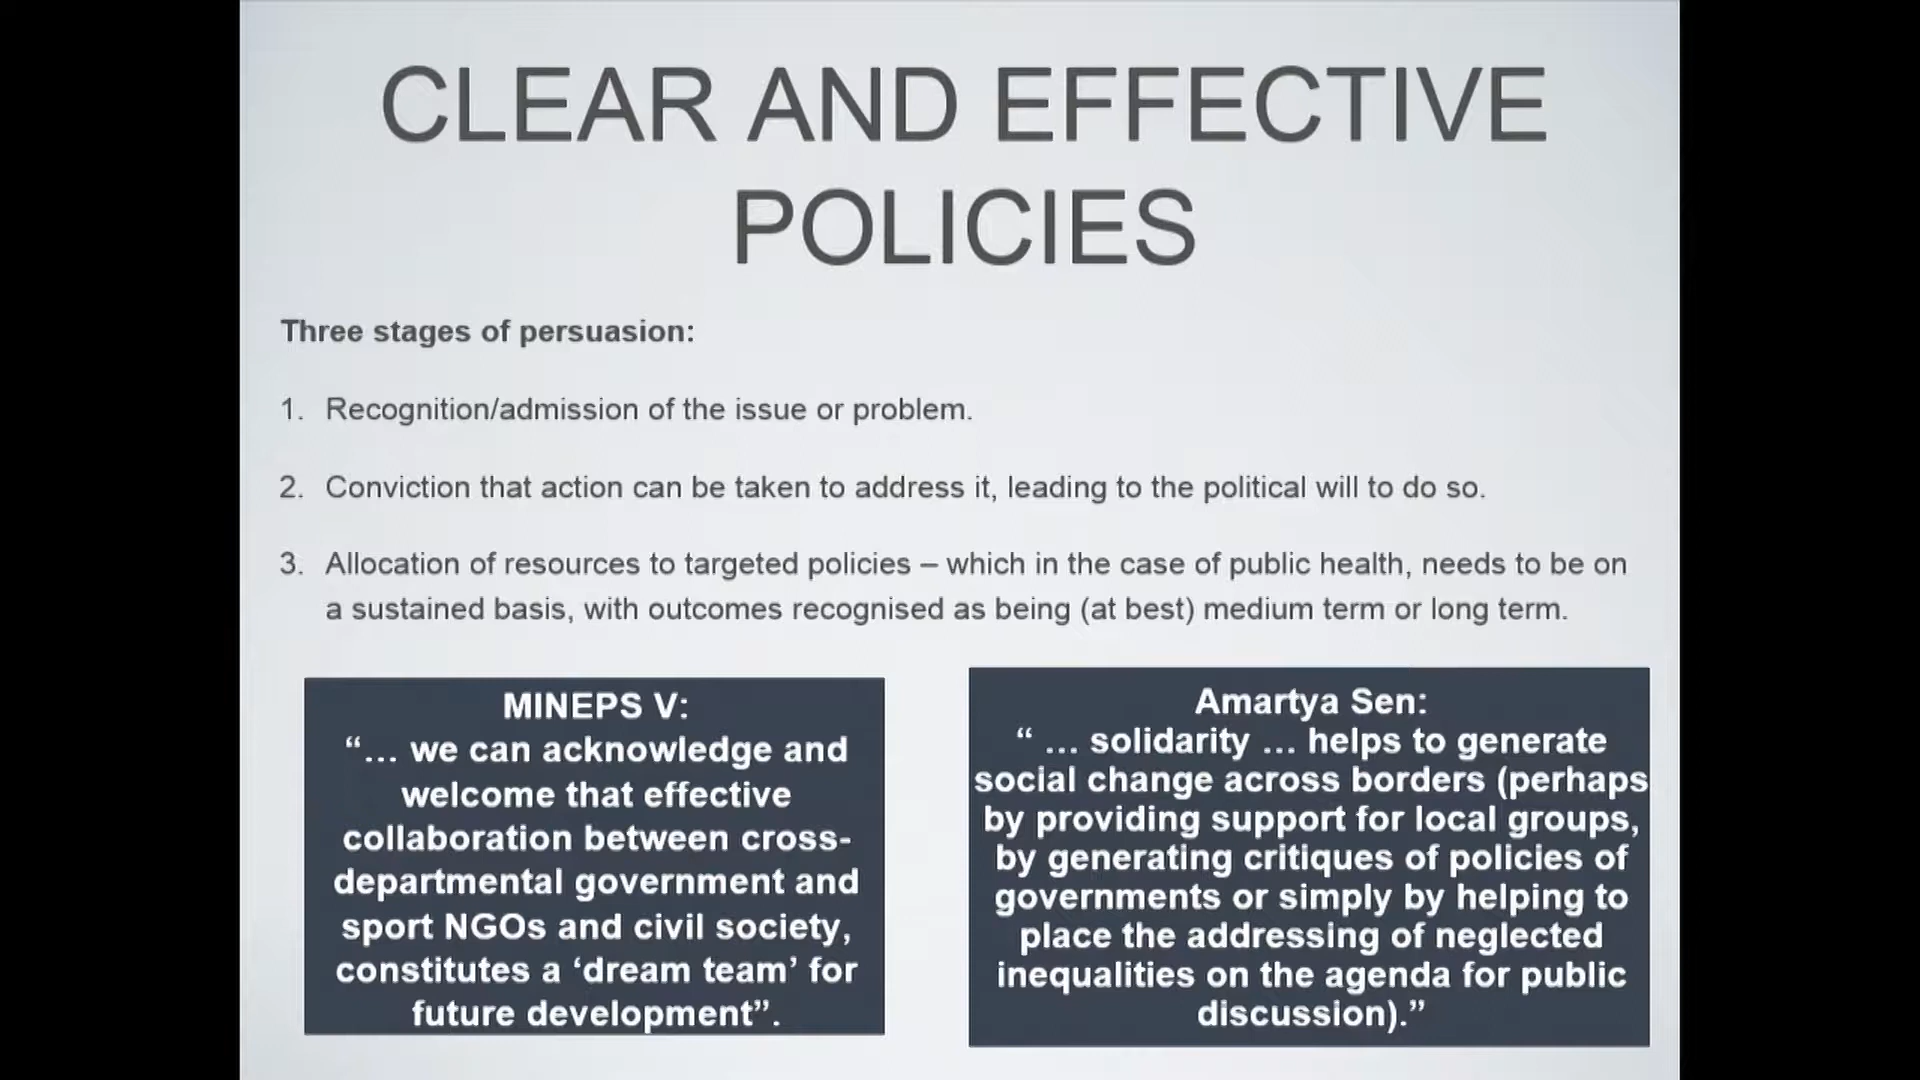 CLEAR AND EFFECTIVE
POLICIES
Three stages of persuasion:
1. Recognition/admission of the issue or problem.
2. Conviction that action can be taken to address it, leading to the political will to do so.
3. Allocation of resources to targeted policies – which in the case of public health, needs to be on
a sustained basis, with outcomes recognised as being (at best) medium term or long term.
MINEPS V:
“… we can acknowledge and
welcome that effective
collaboration between cross-
departmental government and
sport NGOs and civil society,
constitutes a ‘dream team’ for
future development”.
Amartya Sen:
“ … solidarity … helps to generate
social change across borders (perhaps
by providing support for local groups,
by generating critiques of policies of
governments or simply by helping to
place the addressing of neglected
inequalities on the agenda for public
discussion).”